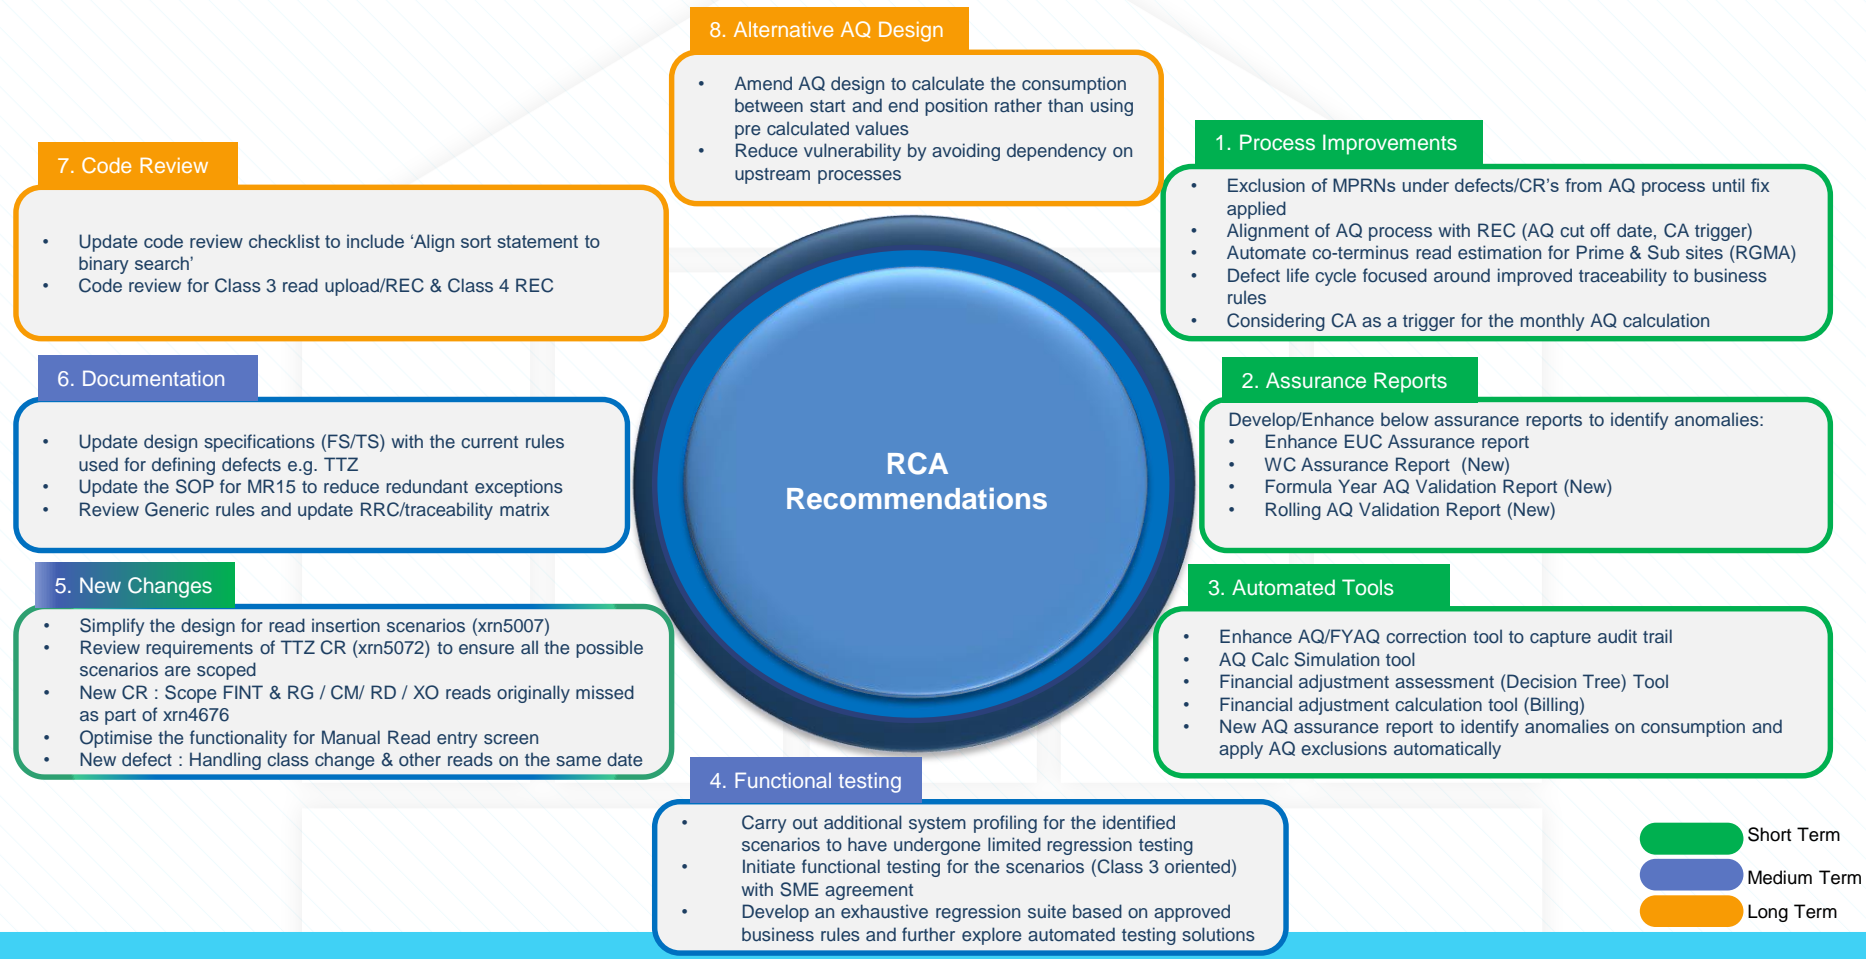 8. Alternative AQ Design
• Amend AQ design to calculate the consumption
between start and end position rather than using
pre calculated values
• Reduce vulnerability by avoiding dependency on
upstream processes
1. Process Improvements
• Exclusion of MPRNs under defects/CR's from AQ process until fix
applied
• Alignment of AQ process with REC (AQ cut off date, CA trigger)
• Automate co-terminus read estimation for Prime & Sub sites (RGMA)
• Defect life cycle focused around improved traceability to business
rules
• Considering CA as a trigger for the monthly AQ calculation
2. Assurance Reports
Develop/Enhance below assurance reports to identify anomalies:
• Enhance EUC Assurance report
• WC Assurance Report (New)
• Formula Year AQ Validation Report (New)
• Rolling AQ Validation Report (New)
3. Automated Tools
• Enhance AQ/FYAQ correction tool to capture audit trail
• AQ Calc Simulation tool
• Financial adjustment assessment (Decision Tree) Tool
• Financial adjustment calculation tool (Billing)
• New AQ assurance report to identify anomalies on consumption and
apply AQ exclusions automatically
4. Functional testing
• Carry out additional system profiling for the identified
scenarios to have undergone limited regression testing
• Initiate functional testing for the scenarios (Class 3 oriented)
with SME agreement
• Develop an exhaustive regression suite based on approved
business rules and further explore automated testing solutions
5. New Changes
• Simplify the design for read insertion scenarios (xrn5007)
• Review requirements of TTZ CR (xrn5072) to ensure all the possible
scenarios are scoped
• New CR : Scope FINT & RG / CM/ RD / XO reads originally missed
as part of xrn4676
• Optimise the functionality for Manual Read entry screen
• New defect : Handling class change & other reads on the same date
6. Documentation
• Update design specifications (FS/TS) with the current rules
used for defining defects e.g. TTZ
• Update the SOP for MR15 to reduce redundant exceptions
• Review Generic rules and update RRC/traceability matrix
7. Code Review
• Update code review checklist to include ‘Align sort statement to
binary search’
• Code review for Class 3 read upload/REC & Class 4 REC
RCA
Recommendations
Short Term
Medium Term
Long Term